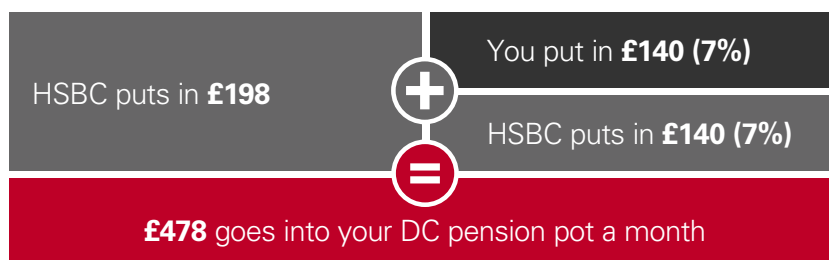 HSBC puts in £198
+
You put in £140 (7%)
HSBC puts in £140 (7%)
=
£478 goes into your DC pension pot a month